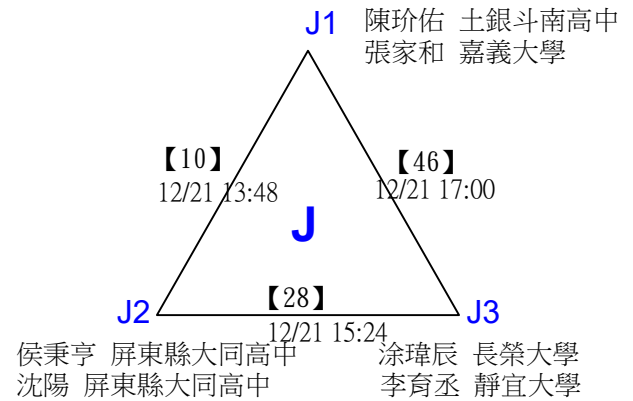 J1
陳玠佑 土銀斗南高中
張家和 嘉義大學
【10】
12/21 13:48
【46】
12/21 17:00
J
【28】
12/21 15:24
J2
侯秉亨 屏東縣大同高中
沈陽 屏東縣大同高中
J3
涂瑋辰 長榮大學
李育丞 靜宜大學